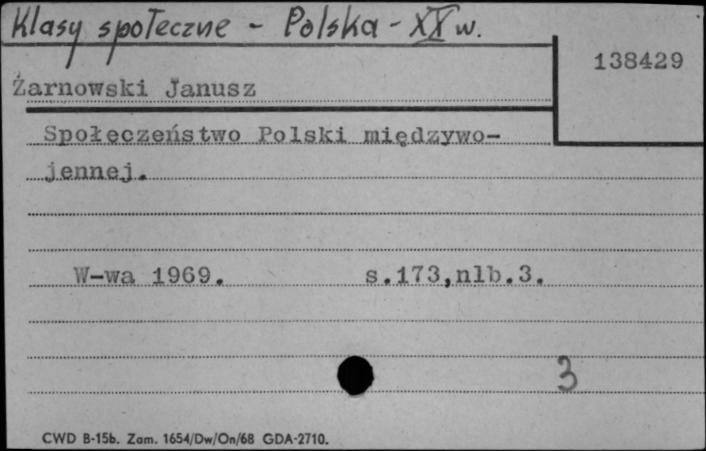 Klasy społeczne - Polska - XX w.
138429
Żarnowski Janusz
Społeczeństwo Polski międzywo-
jennej.
W-wa 1969. s.173,nlb.3.
3
CWD B-15b. Zam. 1654/Dw/On/68 GDA-2710.